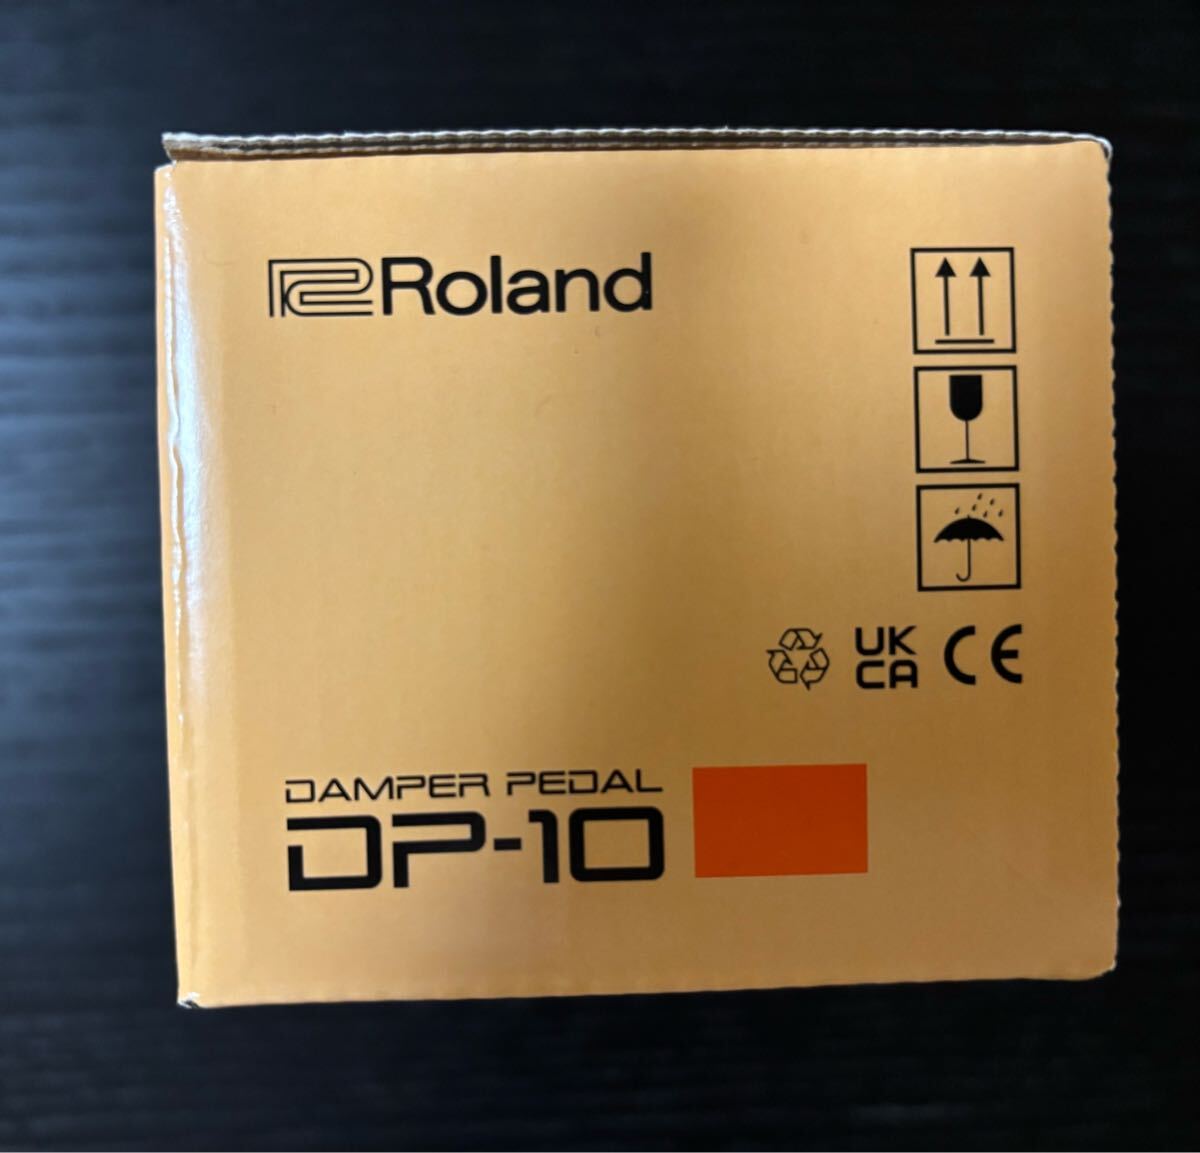 Roland
UK
CA
CE
DAMPER PEDAL
DP-10